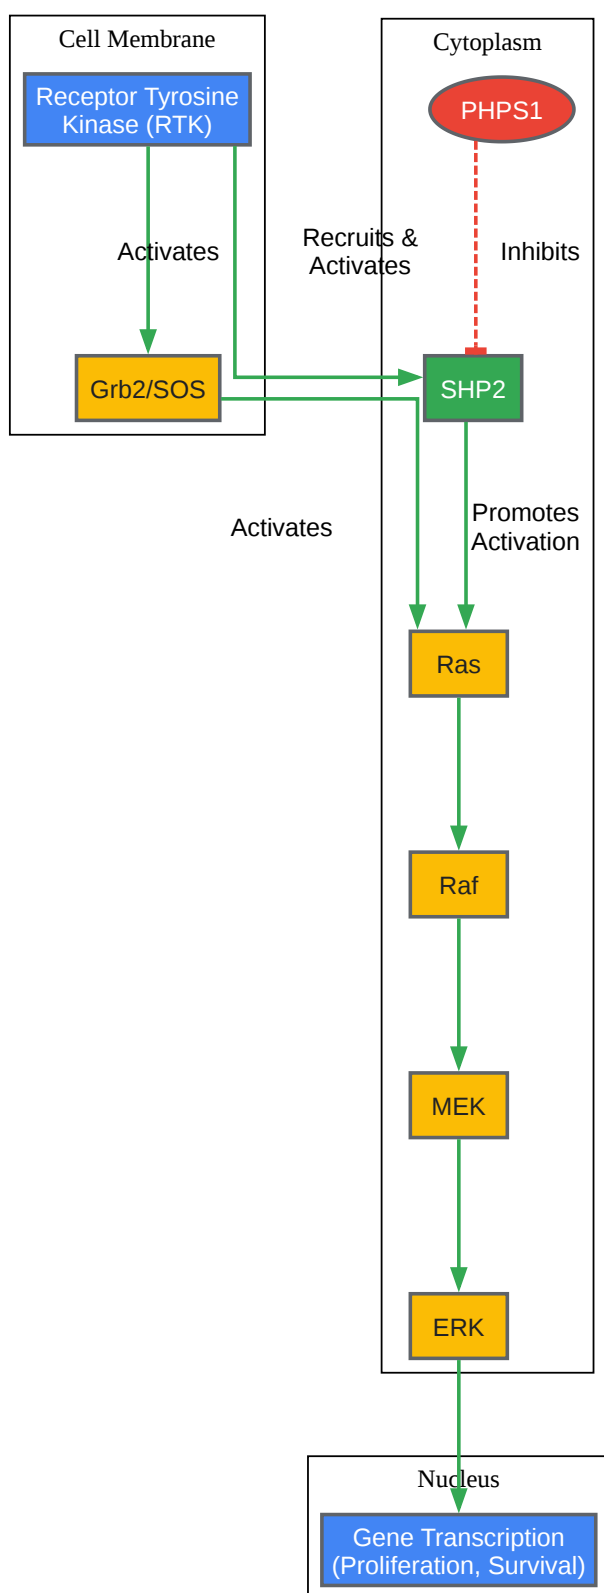 Cell Membrane
Receptor Tyrosine
Kinase (RTK)
Activates
Grb2/SOS
Cytoplasm
PHPS1
Recruits &
Activates
Inhibits
SHP2
Activates
Promotes
Activation
Ras
Raf
MEK
ERK
Nucleus
Gene Transcription
(Proliferation, Survival)